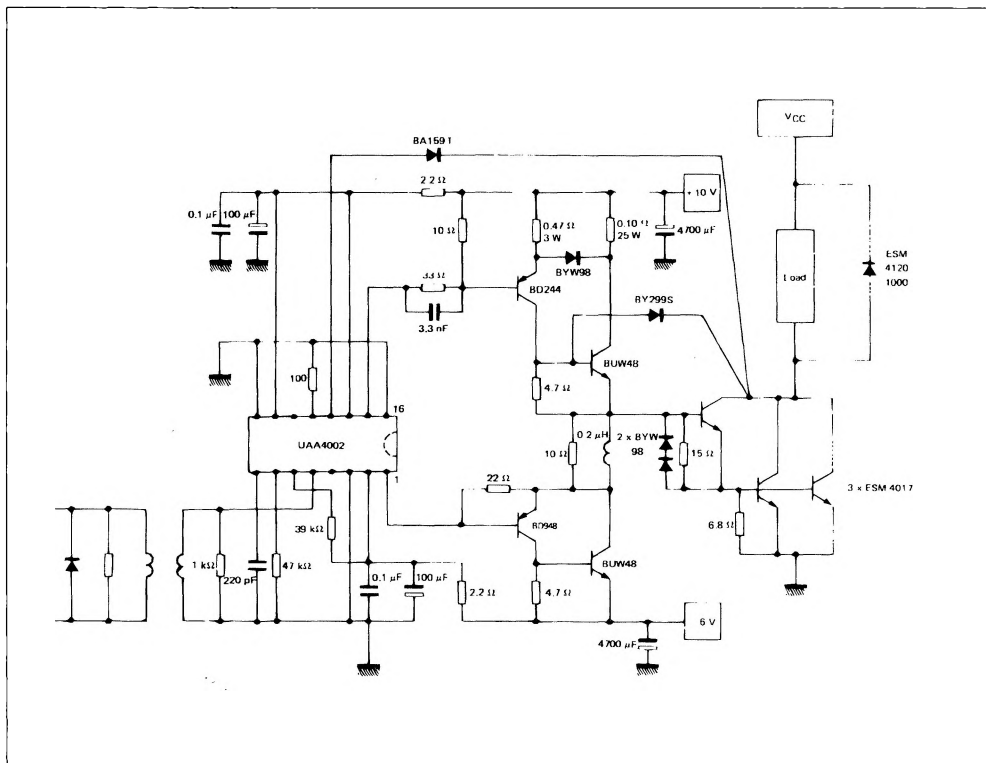 VCC
BA159T
2.2 Ω
0.1 µF
100 µF
10 Ω
0.47 Ω
3 W
0.10 Ω
25 W
+ 10 V
4700 µF
BYW98
33 Ω
3.3 nF
BD244
BY299S
Load
ESM
4120
1000
BUW48
100
4.7 Ω
16
UAA4002
1
0.2 µH
10 Ω
2 x BYW
98
15 Ω
22 Ω
3 x ESM 4017
39 kΩ
BD948
6.8 Ω
1 kΩ
220 pF
47 kΩ
0.1 µF
100 µF
2.2 Ω
4.7 Ω
BUW48
6 V
4700 µF